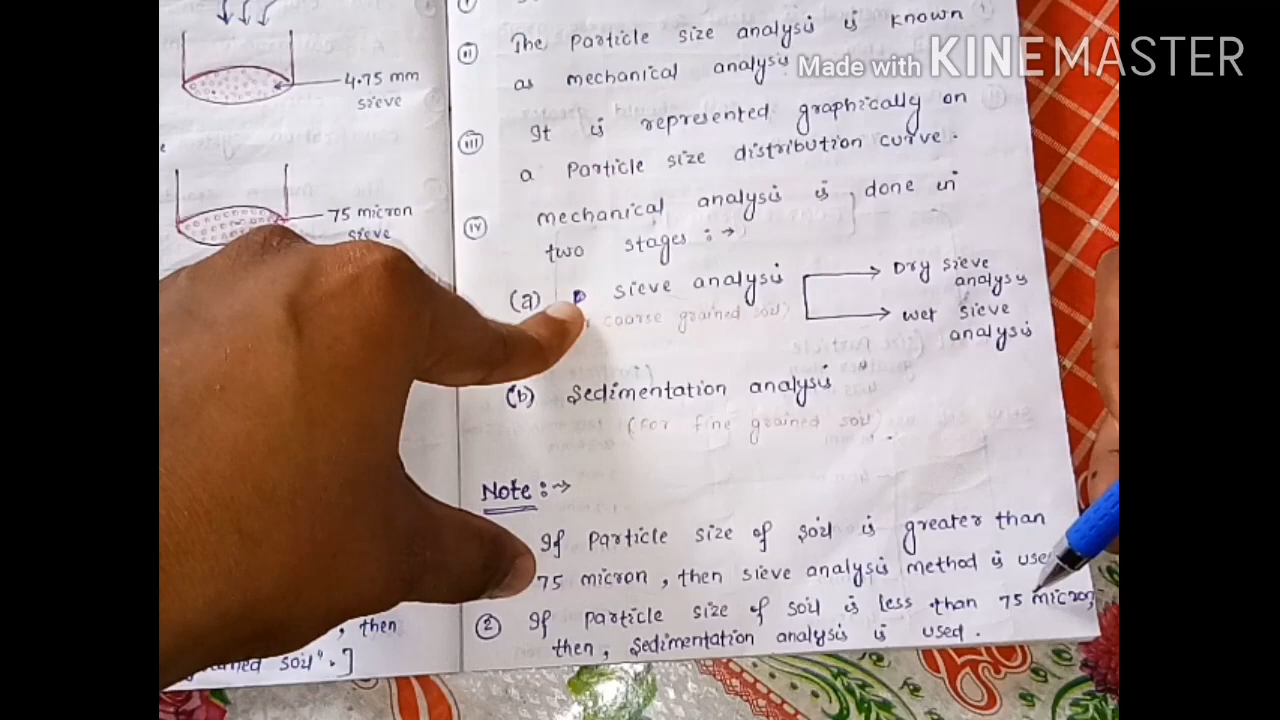 4.75 mm
sieve
75 micron
sieve
, then
soil". ]
(ii) The Particle size analysis is known
as mechanical analysis
(iii) It is represented graphically on
a Particle size distribution curve.
(iv) mechanical analysis is, done in
two stages :→
(a) sieve analysis
coarse grained soil)
Dry sieve
analysis
wet sieve
analysis
(b) Sedimentation analysis
(For fine grained soil).
Note :→
If Particle size of soil is greater than
75 micron, then sieve analysis method is use
(2) If particle size of soil is less than 75 micron,
then, sedimentation analysis is used.
Made with KINEMASTER